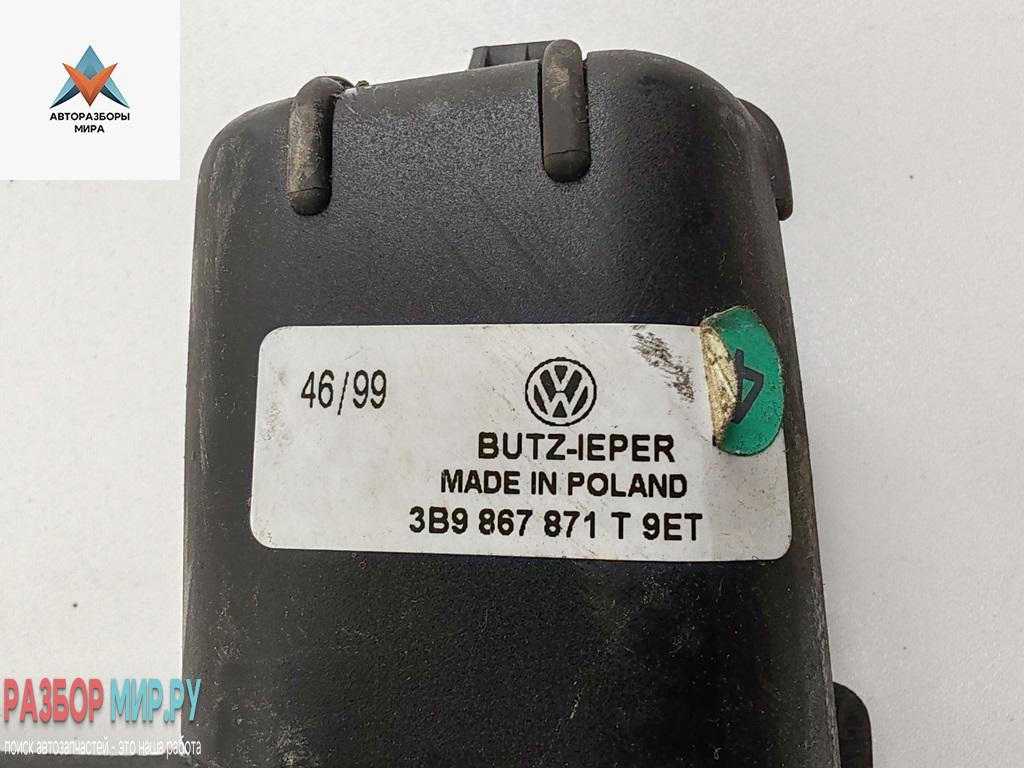 АВТОРАЗБОРЫ
МИРА
46/99
BUTZ-IEPER
MADE IN POLAND
3B9 867 871 T 9ET
4
РАЗБОР МИР.РУ
поиск автозапчастей - это наша работа